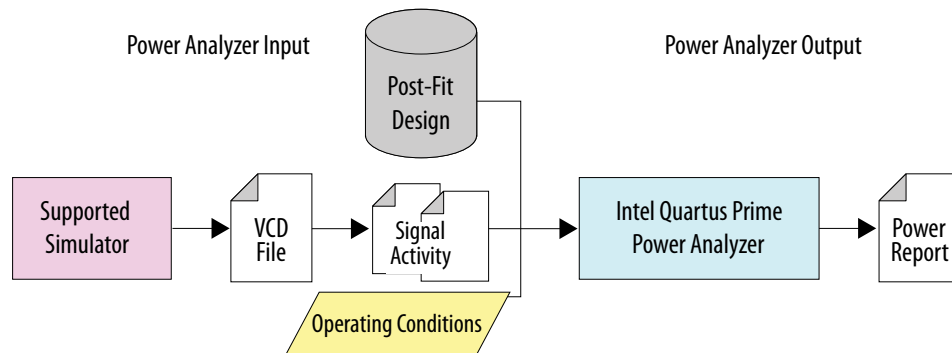 Power Analyzer Input
Power Analyzer Output
Post-Fit
Design
Supported
Simulator
VCD
File
Signal
Activity
Intel Quartus Prime
Power Analyzer
Power
Report
Operating Conditions